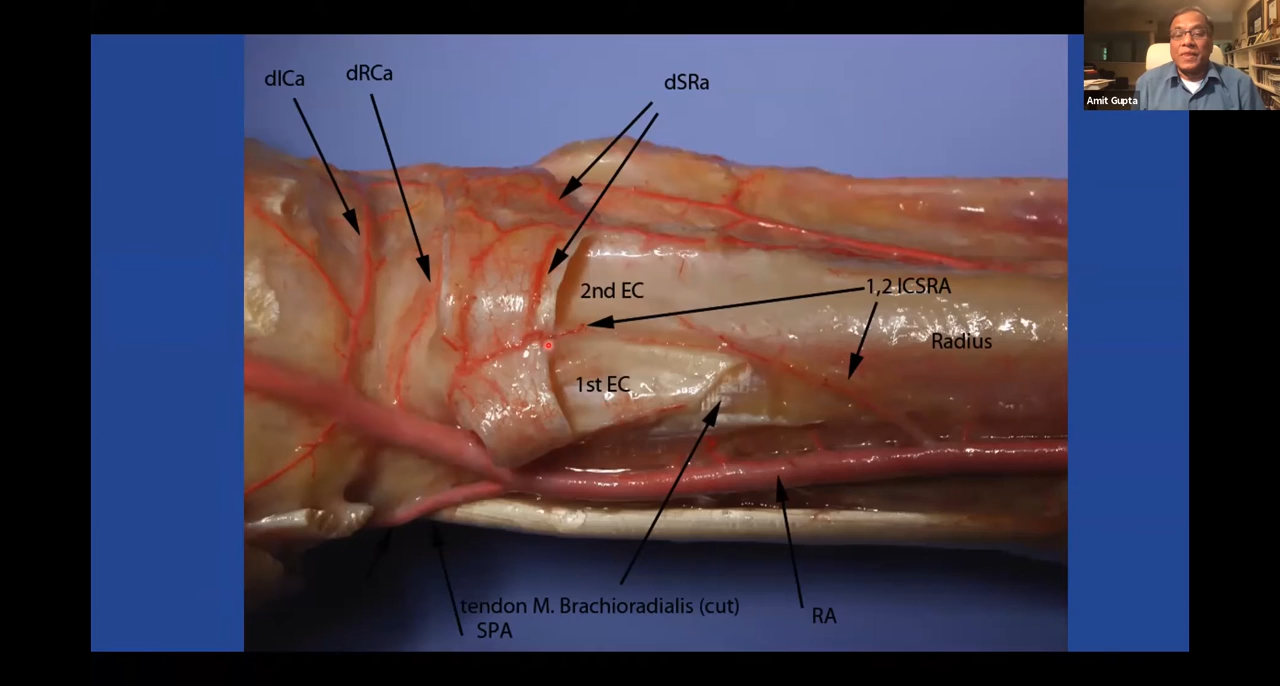 dICa
dRCa
dSRa
Amit Gupta
2nd EC
1,2 ICSRA
Radius
1st EC
tendon M. Brachioradialis (cut)
SPA
RA